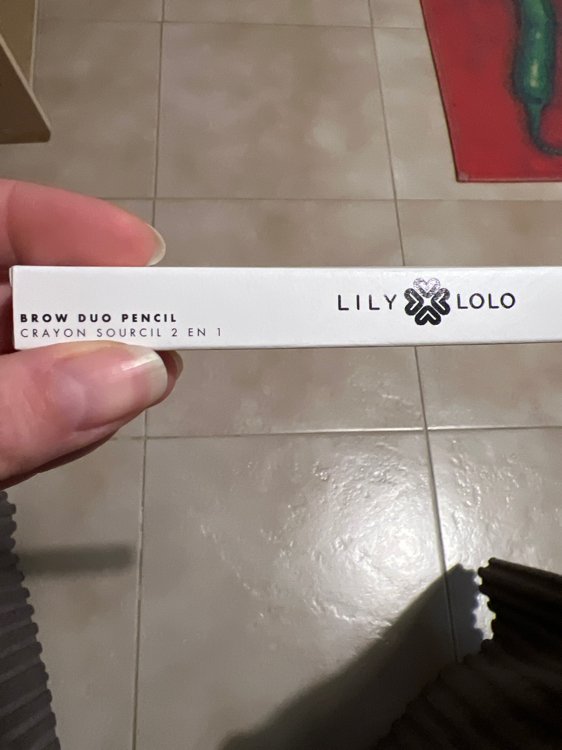 BROW DUO PENCIL
CRAYON SOURCIL 2 EN 1
LILY LOLO